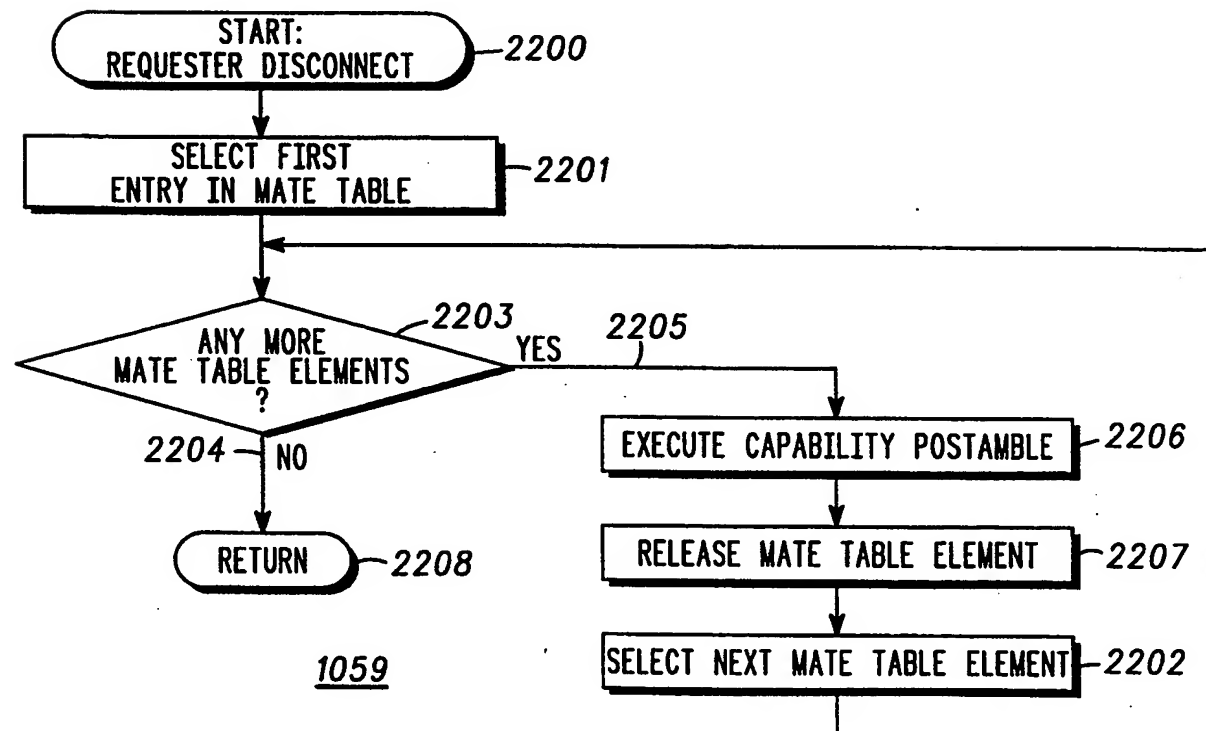 START:
REQUESTER DISCONNECT
2200
SELECT FIRST
ENTRY IN MATE TABLE
2201
ANY MORE
MATE TABLE ELEMENTS
?
2203
YES
2205
2204
NO
EXECUTE CAPABILITY POSTAMBLE
2206
RETURN
2208
RELEASE MATE TABLE ELEMENT
2207
SELECT NEXT MATE TABLE ELEMENT
2202
1059